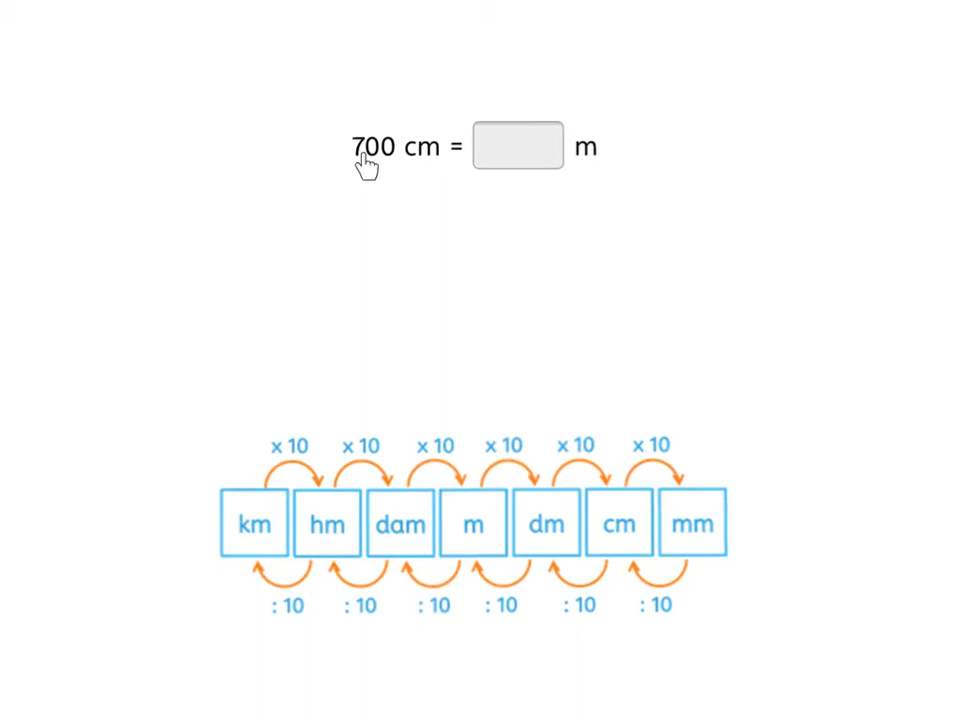 700 cm = m
x 10 x 10 x 10 x 10 x 10 x 10
km hm dam m dm cm mm
: 10 : 10 : 10 : 10 : 10 : 10